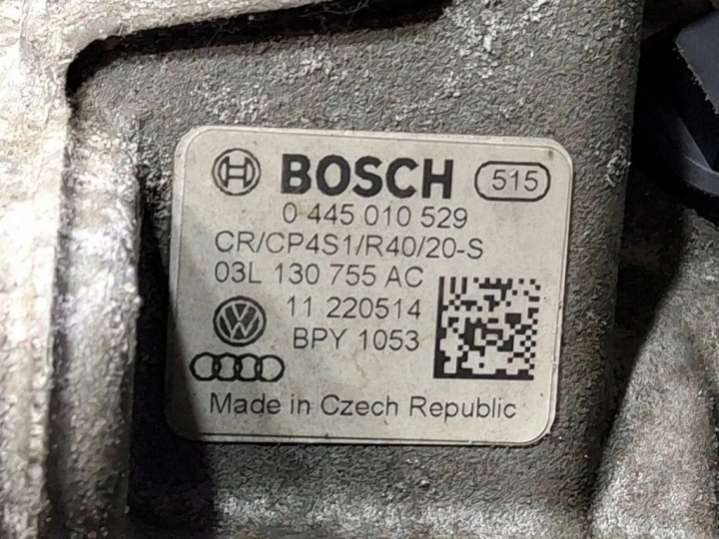 BOSCH 515
0 445 010 529
CR/CP4S1/R40/20-S
03L 130 755 AC
11 220514
BPY 1053
Made in Czech Republic